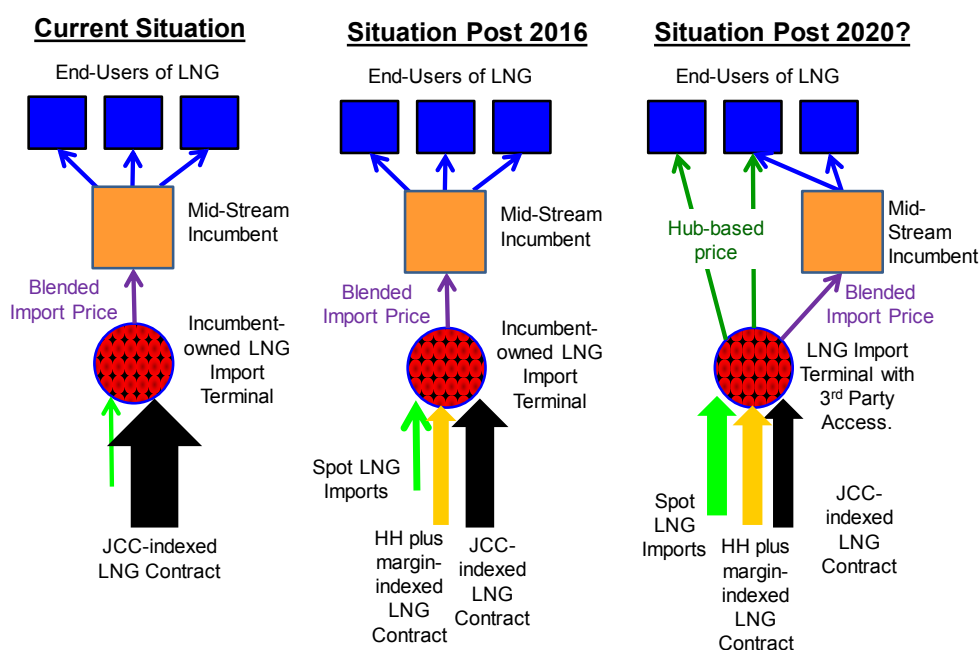 Current Situation
End-Users of LNG
Mid-Stream
Incumbent
Blended
Import Price
Incumbent-
owned LNG
Import
Terminal
JCC-indexed
LNG Contract
Situation Post 2016
End-Users of LNG
Mid-Stream
Incumbent
Blended
Import Price
Incumbent-
owned LNG
Import
Terminal
Spot LNG
Imports
HH plus
margin-
indexed LNG
Contract
JCC-
indexed
LNG
Contract
Situation Post 2020?
End-Users of LNG
Hub-based
price
Mid-
Stream
Incumbent
Blended
Import Price
LNG Import
Terminal with
3rd Party
Access.
Spot
LNG
Imports
HH plus
margin-
indexed
LNG
Contract
JCC-
indexed
LNG
Contract